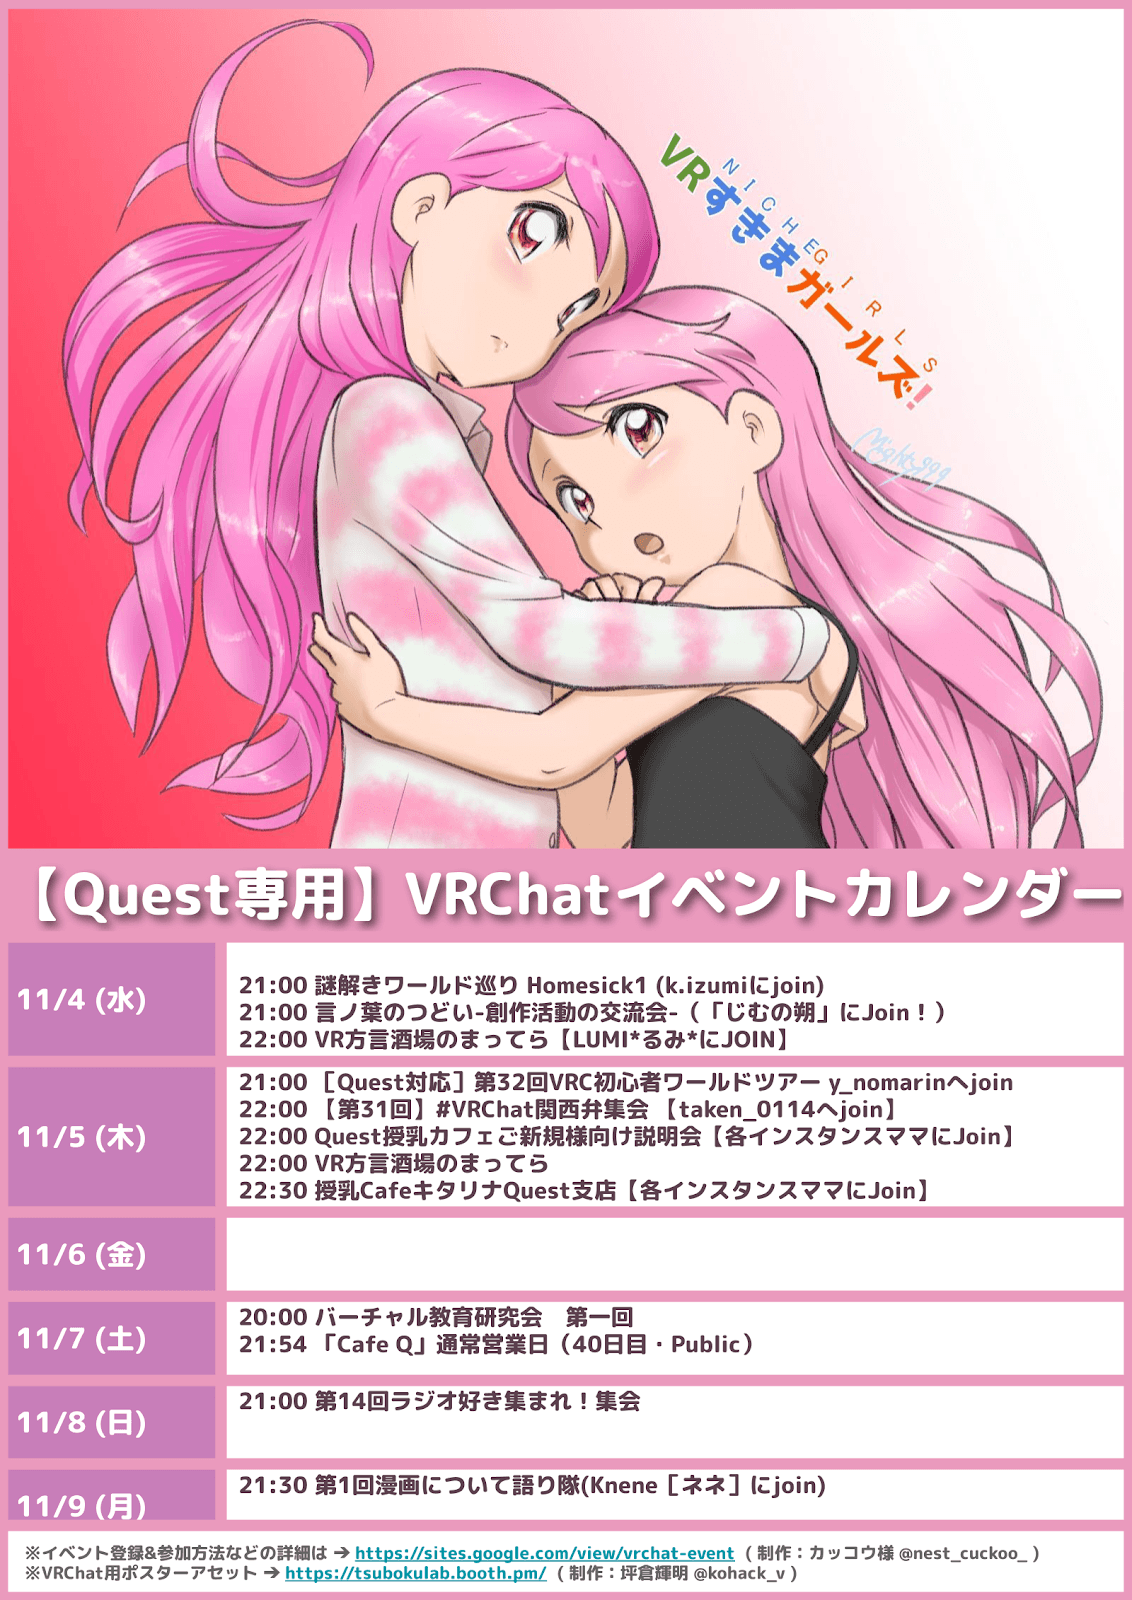 NICHE GIRLS
VRすきまガールズ!
Mighty999
【Quest専用】VRChatイベントカレンダー
11/4 (水)
21:00 謎解きワールド巡り Homesick1 (k.izumiにjoin)
21:00 言ノ葉のつどい-創作活動の交流会-（「じむの朔」にJoin！）
22:00 VR方言酒場のまってら【LUMI*るみ*にJOIN】
11/5 (木)
21:00 ［Quest対応］第32回VRC初心者ワールドツアー y_nomarinへjoin
22:00 【第31回】#VRChat関西弁集会 【taken_0114へjoin】
22:00 Quest授乳カフェご新規様向け説明会【各インスタンスママにJoin】
22:00 VR方言酒場のまってら
22:30 授乳CafeキタリナQuest支店【各インスタンスママにJoin】
11/6 (金)
11/7 (土)
20:00 バーチャル教育研究会　第一回
21:54 「Cafe Q」通常営業日（40日目・Public）
11/8 (日)
21:00 第14回ラジオ好き集まれ！集会
11/9 (月)
21:30 第1回漫画について語り隊(Knene［ネネ］にjoin)
※イベント登録&参加方法などの詳細は ➔ https://sites.google.com/view/vrchat-event （制作：カッコウ様 @nest_cuckoo_ ）
※VRChat用ポスターアセット ➔ https://tsubokulab.booth.pm/ （制作：坪倉輝明 @kohack_v ）